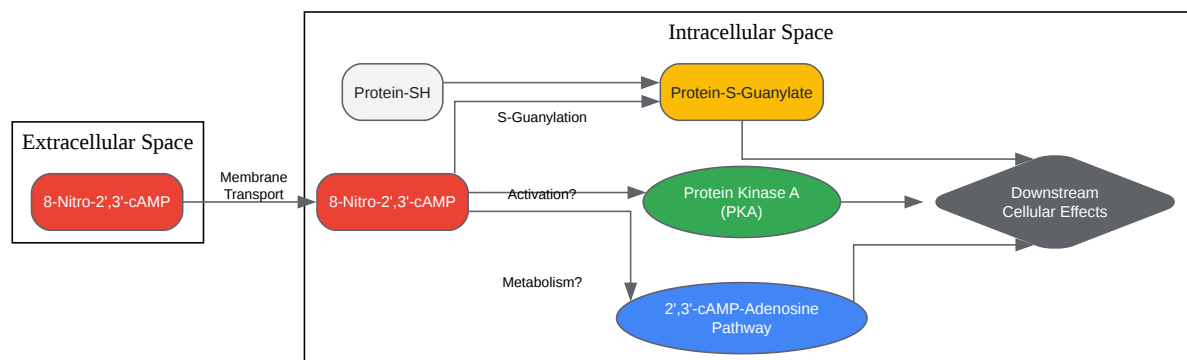 Intracellular Space
Protein-SH
Protein-S-Guanylate
S-Guanylation
Extracellular Space
8-Nitro-2',3'-cAMP
Membrane
Transport
8-Nitro-2',3'-cAMP
Activation?
Protein Kinase A
(PKA)
Downstream
Cellular Effects
Metabolism?
2',3'-cAMP-Adenosine
Pathway